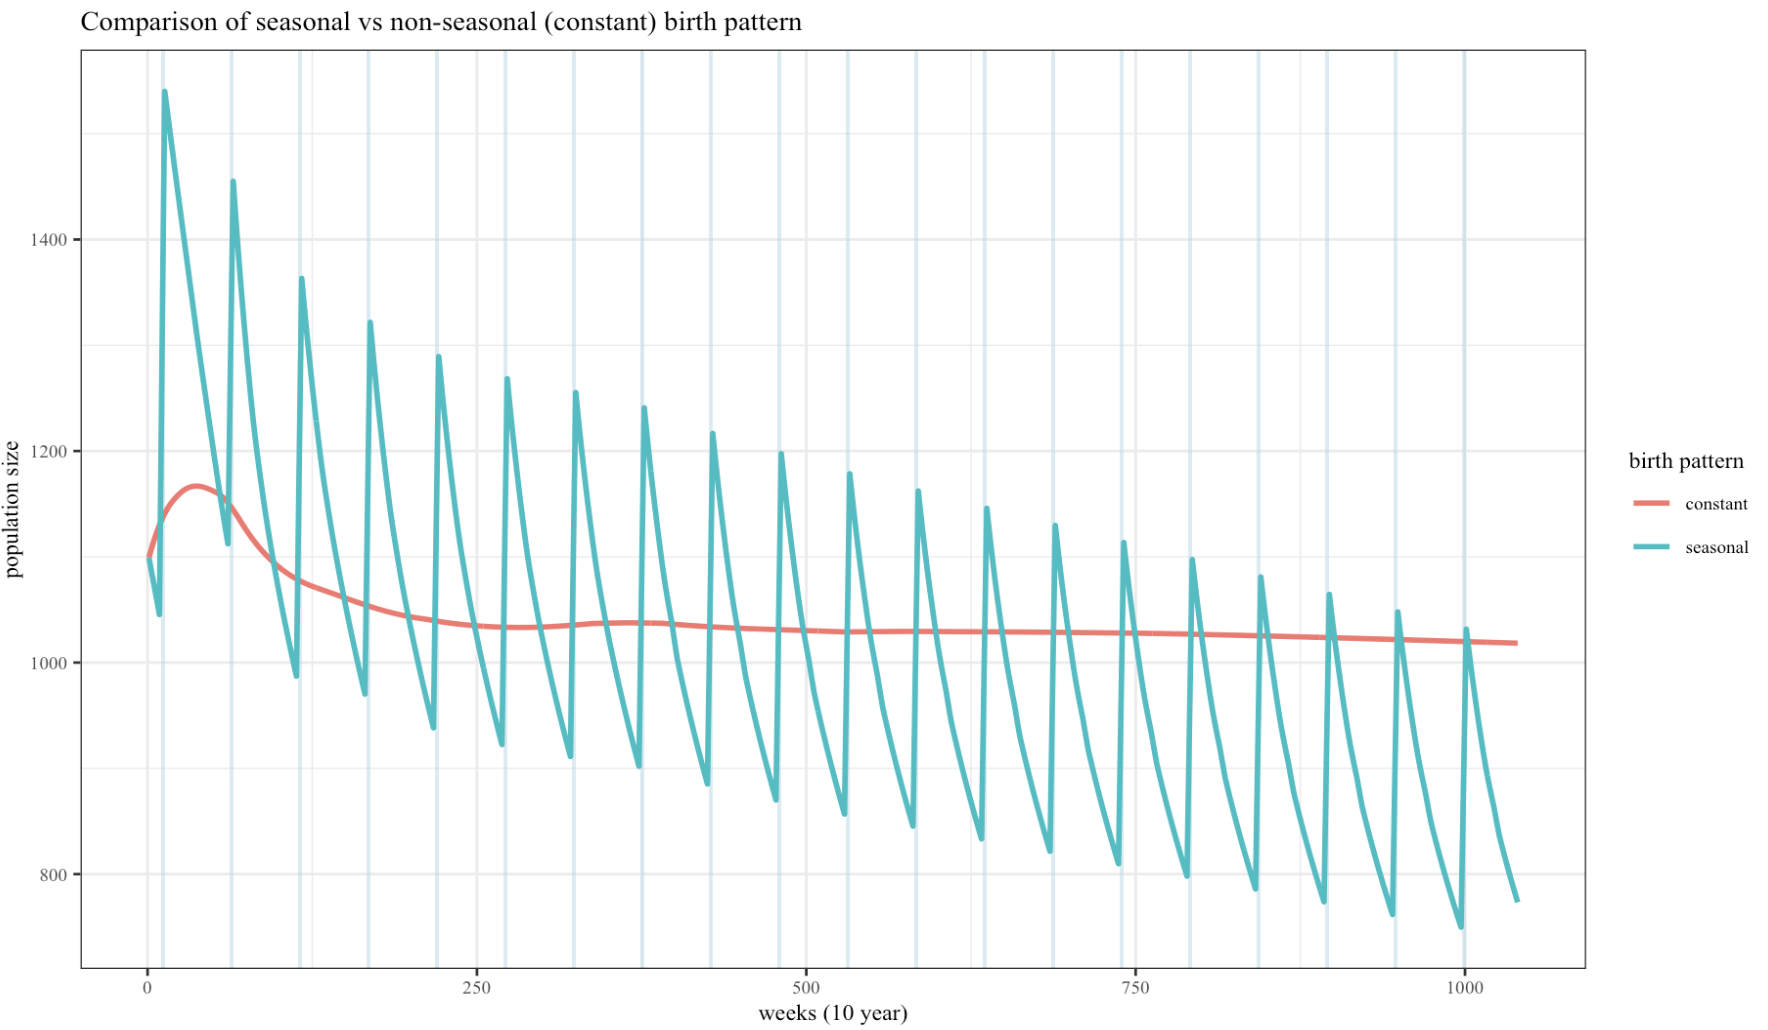 Comparison of seasonal vs non-seasonal (constant) birth pattern
population size
1400
1200
1000
800
0
250
500
750
1000
weeks (10 year)
birth pattern
constant
seasonal